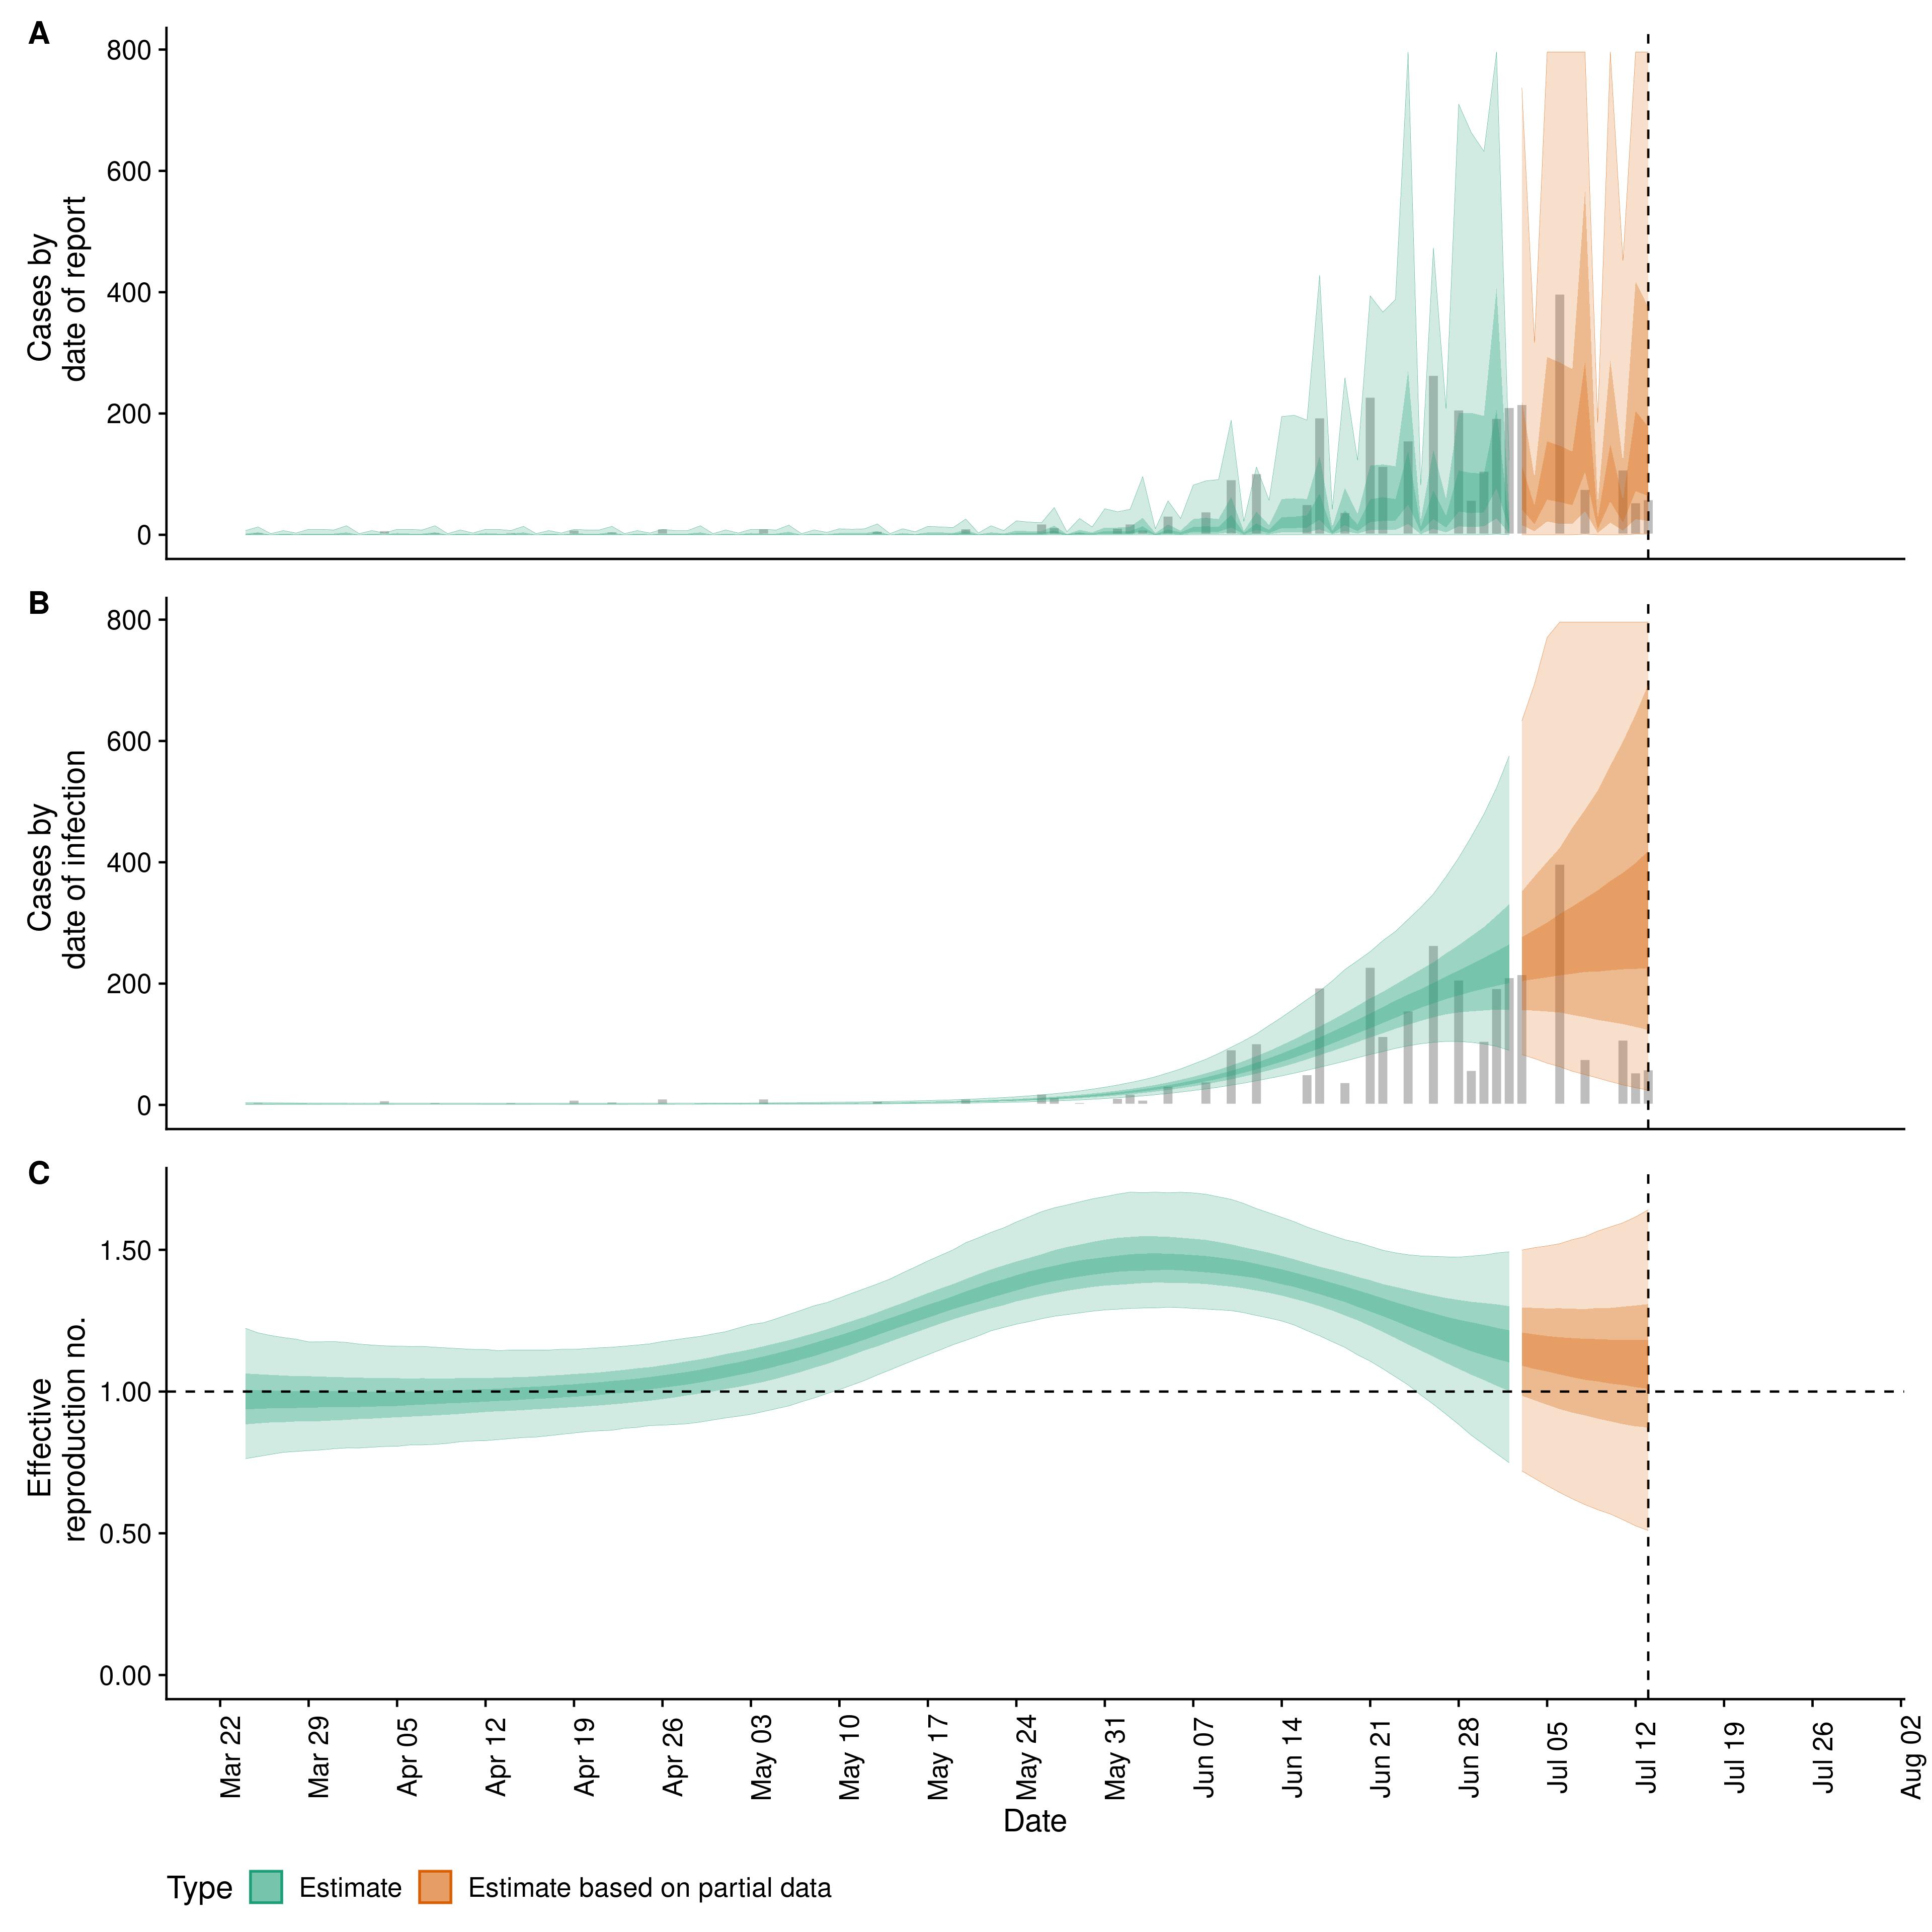 A
800
600
400
200
0
Cases by
date of report
B
800
600
400
200
0
Cases by
date of infection
C
1.50
1.00
0.50
0.00
Effective
reproduction no.
Mar 22
Mar 29
Apr 05
Apr 12
Apr 19
Apr 26
May 03
May 10
May 17
May 24
May 31
Jun 07
Jun 14
Jun 21
Jun 28
Jul 05
Jul 12
Jul 19
Jul 26
Aug 02
Date
Type Estimate Estimate based on partial data